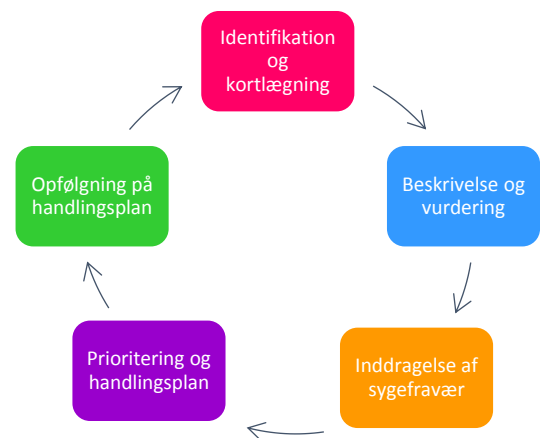 Identifikation
og
kortlægning
Beskrivelse og
vurdering
Inddragelse af
sygefravær
Prioritering og
handlingsplan
Opfølgning på
handlingsplan